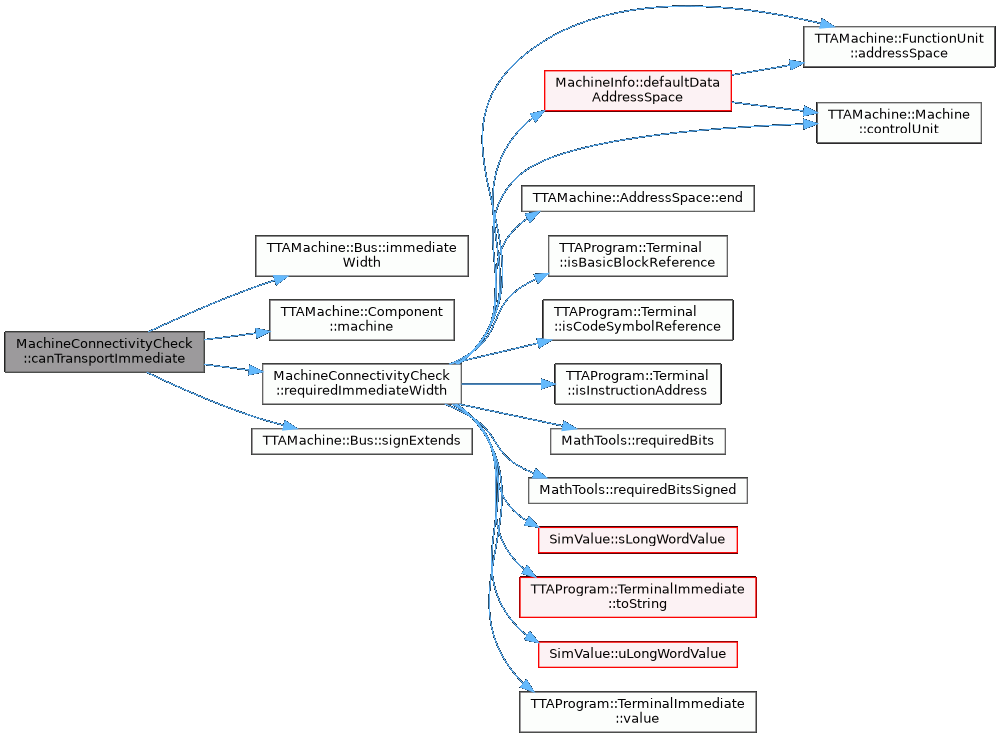 MachineConnectivityCheck
::canTransportImmediate
TTAMachine::Bus::immediate
Width
TTAMachine::Component
::machine
MachineConnectivityCheck
::requiredImmediateWidth
TTAMachine::Bus::signExtends
TTAMachine::FunctionUnit
::addressSpace
MachineInfo::defaultData
AddressSpace
TTAMachine::Machine
::controlUnit
TTAMachine::AddressSpace::end
TTAProgram::Terminal
::isBasicBlockReference
TTAProgram::Terminal
::isCodeSymbolReference
TTAProgram::Terminal
::isInstructionAddress
MathTools::requiredBits
MathTools::requiredBitsSigned
SimValue::sLongWordValue
TTAProgram::TerminalImmediate
::toString
SimValue::uLongWordValue
TTAProgram::TerminalImmediate
::value